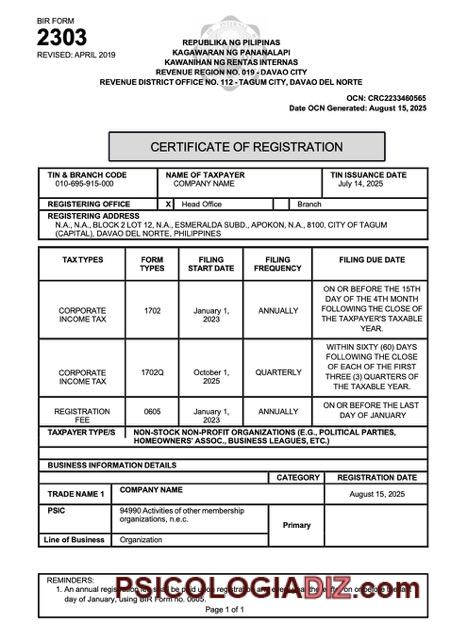 BIR FORM
2303
REVISED: APRIL 2019
REPUBLIKA NG PILIPINAS
KAGAWARAN NG PANANALAPI
KAWANIHAN NG RENTAS INTERNAS
REVENUE REGION NO. 019 - DAVAO CITY
REVENUE DISTRICT OFFICE NO. 112 - TAGUM CITY, DAVAO DEL NORTE
OCN: CRC2233460565
Date OCN Generated: August 15, 2025
CERTIFICATE OF REGISTRATION
TIN & BRANCH CODE
010-695-915-000
NAME OF TAXPAYER
COMPANY NAME
TIN ISSUANCE DATE
July 14, 2025
REGISTERING OFFICE X Head Office Branch
REGISTERING ADDRESS
N.A., N.A., BLOCK 2 LOT 12, N.A., ESMERALDA SUBD., APOKON, N.A., 8100, CITY OF TAGUM
(CAPITAL), DAVAO DEL NORTE, PHILIPPINES
TAX TYPES
FORM
TYPES
FILING
START DATE
FILING
FREQUENCY
FILING DUE DATE
CORPORATE
INCOME TAX
1702
January 1,
2023
ANNUALLY
ON OR BEFORE THE 15TH
DAY OF THE 4TH MONTH
FOLLOWING THE CLOSE OF
THE TAXPAYER'S TAXABLE
YEAR.
CORPORATE
INCOME TAX
1702Q
October 1,
2025
QUARTERLY
WITHIN SIXTY (60) DAYS
FOLLOWING THE CLOSE
OF EACH OF THE FIRST
THREE (3) QUARTERS OF
THE TAXABLE YEAR.
REGISTRATION
FEE
0605
January 1,
2023
ANNUALLY
ON OR BEFORE THE LAST
DAY OF JANUARY
TAXPAYER TYPE/S
NON-STOCK NON-PROFIT ORGANIZATIONS (E.G., POLITICAL PARTIES,
HOMEOWNERS' ASSOC., BUSINESS LEAGUES, ETC.)
BUSINESS INFORMATION DETAILS
CATEGORY REGISTRATION DATE
TRADE NAME 1 COMPANY NAME August 15, 2025
PSIC
94990 Activities of other membership
organizations, n.e.c.
Primary
Line of Business Organization
REMINDERS:
1. An annual registration
day of January, using BIR Form no. 0605.
PSICOLOGIADIZ.com
Page 1 of 1